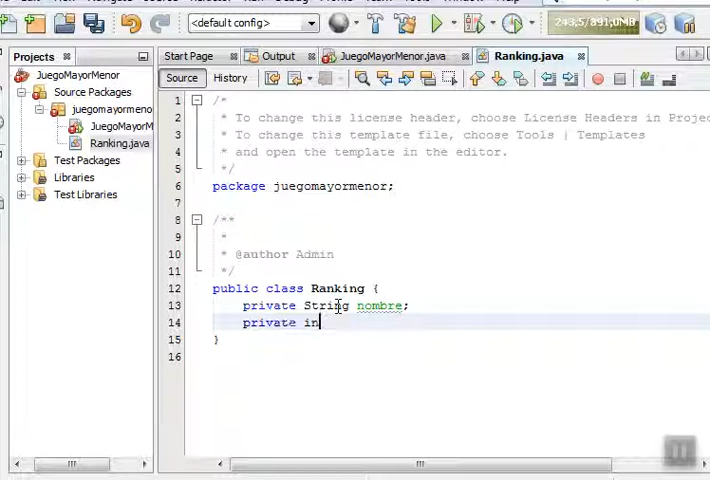 <default config>
243,5/891,0MB
Projects
Start Page
Output
JuegoMayorMenor.java
Ranking.java
JuegoMayorMenor
Source Packages
juegomayormeno
JuegoMayorM
Ranking.java
Test Packages
Libraries
Test Libraries
Source
History
1 /*
2 * To change this license header, choose License Headers in Projec
3 * To change this template file, choose Tools | Templates
4 * and open the template in the editor.
5 */
6 package juegomayormenor;
7
8 /**
9 *
10 * @author Admin
11 */
12 public class Ranking {
13 private String nombre;
14 private in
15 }
16